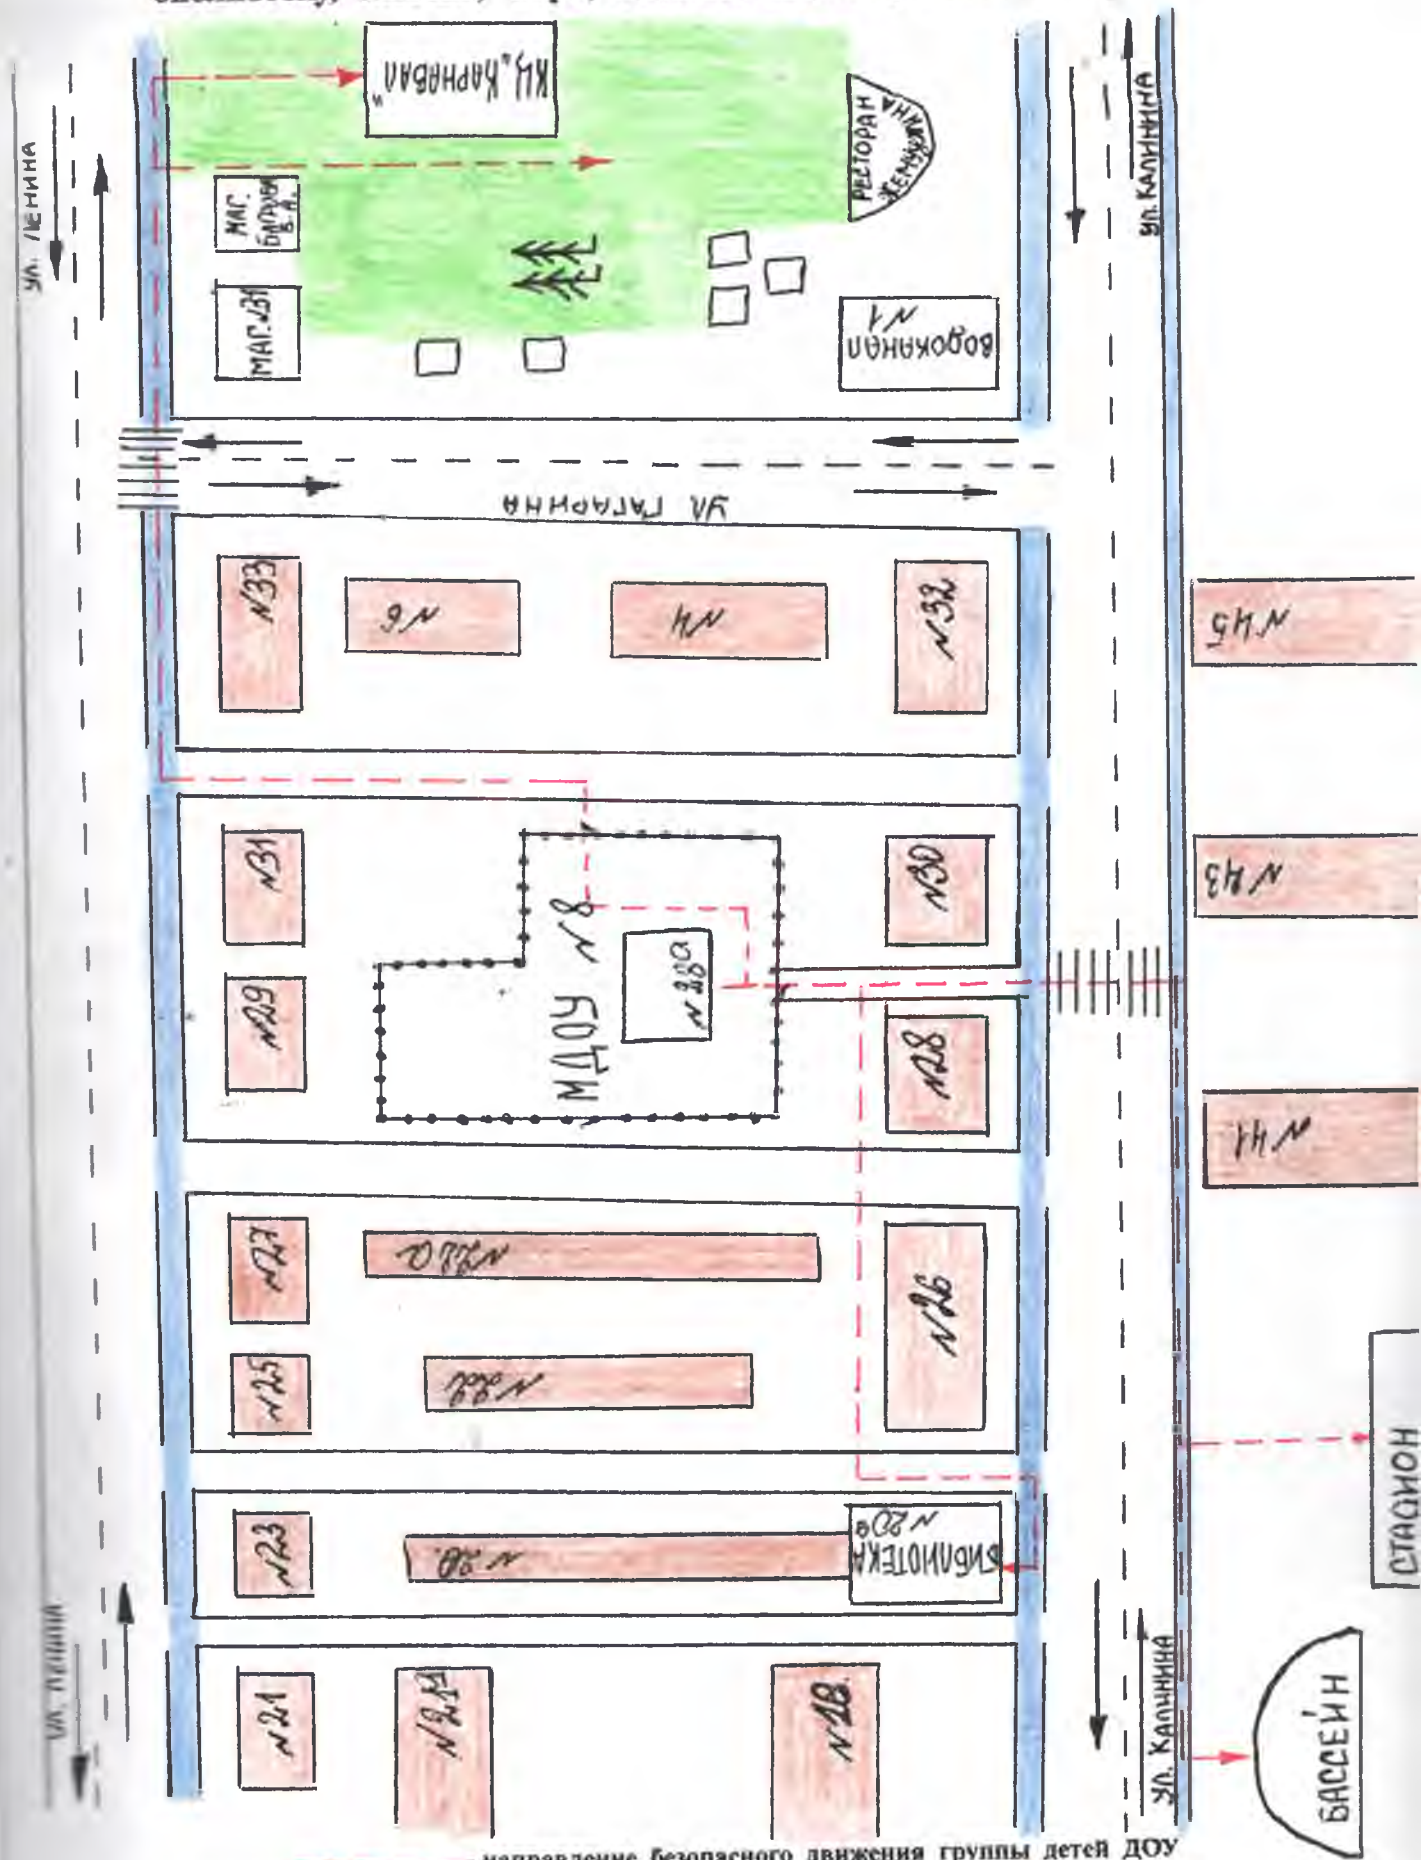 ул. ЛЕНИНА
КЦ "КАРНАВАЛ"
РЕСТОРАН
ЖЕМЧУЖИНА
ул. КАЛИНИНА
МАГ.
БАГРОВА
В. А.
МАГ. №31
ВОДОКАНАЛ
№1
УЛ ГАГАРИНА
№33
№6
№4
№32
№45
№31
№30
№43
МДОУ №8
№28а
№29
№28
№41
№27
№22а
№26
№25
№22
СТАДИОН
№23
№20.
БИБЛИОТЕКА
№20а
ул. ЛЕНИНА
№21
№21А
№18.
ул. КАЛИНИНА
БАССЕЙН
направление безопасного движения группы детей ДОУ